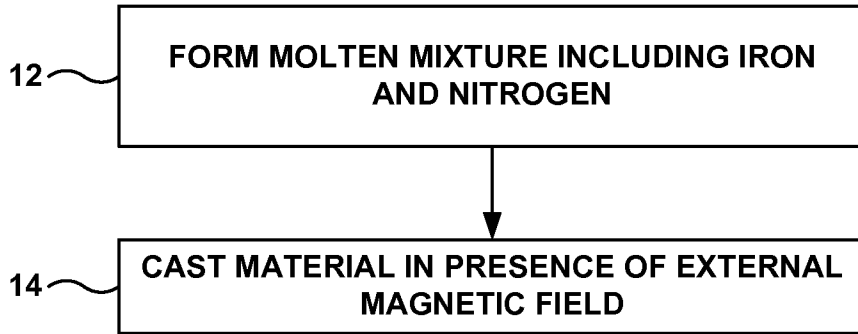 12
FORM MOLTEN MIXTURE INCLUDING IRON
AND NITROGEN
14
CAST MATERIAL IN PRESENCE OF EXTERNAL
MAGNETIC FIELD